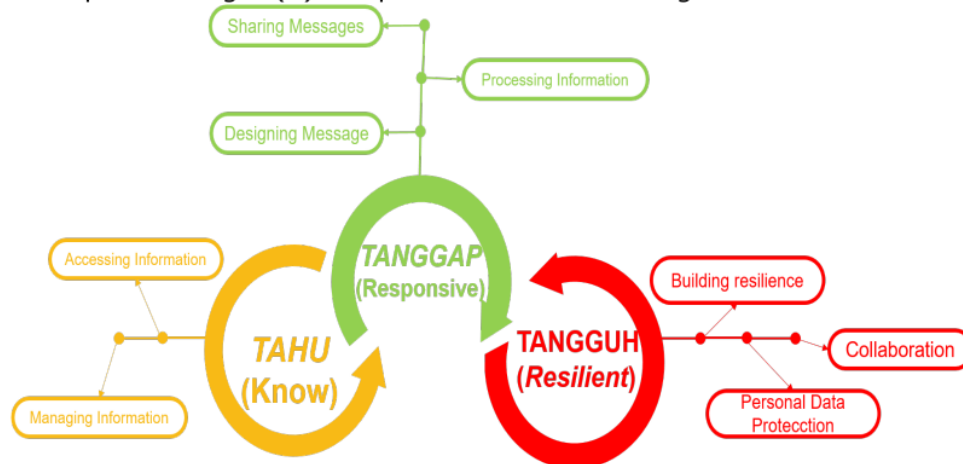 Sharing Messages
Processing Information
Designing Message
TANGGAP
(Responsive)
Accessing Information
TAHU
(Know)
Managing Information
TANGGUH
(Resilient)
Building resilience
Collaboration
Personal Data
Protecction